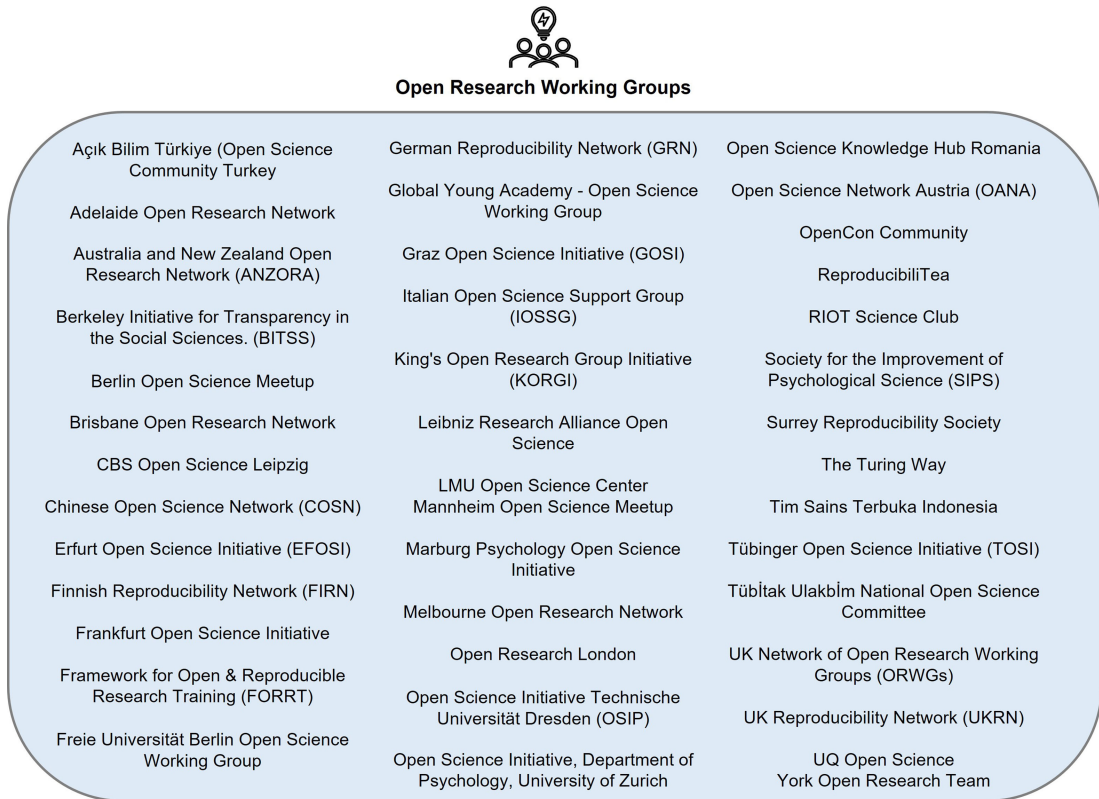 Open Research Working Groups
Açık Bilim Türkiye (Open Science
Community Turkey
Adelaide Open Research Network
Australia and New Zealand Open
Research Network (ANZORA)
Berkeley Initiative for Transparency in
the Social Sciences. (BITSS)
Berlin Open Science Meetup
Brisbane Open Research Network
CBS Open Science Leipzig
Chinese Open Science Network (COSN)
Erfurt Open Science Initiative (EFOSI)
Finnish Reproducibility Network (FIRN)
Frankfurt Open Science Initiative
Framework for Open & Reproducible
Research Training (FORRT)
Freie Universität Berlin Open Science
Working Group
German Reproducibility Network (GRN)
Global Young Academy - Open Science
Working Group
Graz Open Science Initiative (GOSI)
Italian Open Science Support Group
(IOSSG)
King's Open Research Group Initiative
(KORGI)
Leibniz Research Alliance Open
Science
LMU Open Science Center
Mannheim Open Science Meetup
Marburg Psychology Open Science
Initiative
Melbourne Open Research Network
Open Research London
Open Science Initiative Technische
Universität Dresden (OSIP)
Open Science Initiative, Department of
Psychology, University of Zurich
Open Science Knowledge Hub Romania
Open Science Network Austria (OANA)
OpenCon Community
ReproducibiliTea
RIOT Science Club
Society for the Improvement of
Psychological Science (SIPS)
Surrey Reproducibility Society
The Turing Way
Tim Sains Terbuka Indonesia
Tübinger Open Science Initiative (TOSI)
Tübİtak Ulakbİm National Open Science
Committee
UK Network of Open Research Working
Groups (ORWGs)
UK Reproducibility Network (UKRN)
UQ Open Science
York Open Research Team